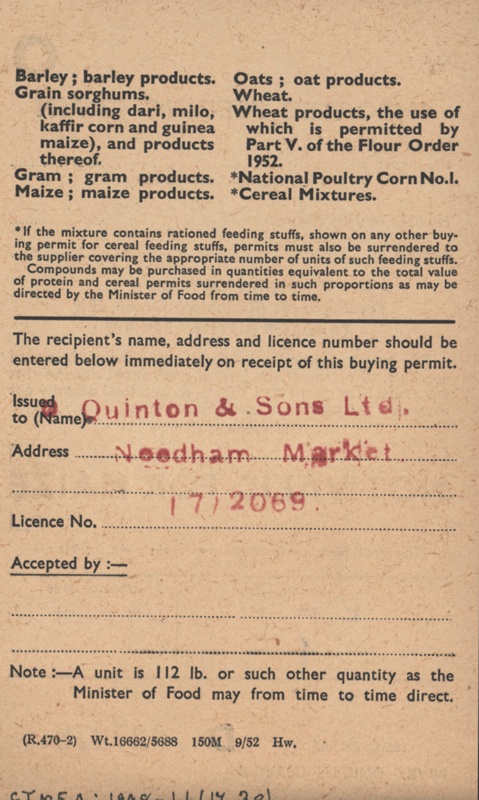 Barley ; barley products.
Grain sorghums.
(including dari, milo,
kaffir corn and guinea
maize), and products
thereof.
Gram ; gram products.
Maize ; maize products.
Oats ; oat products.
Wheat.
Wheat products, the use of
which is permitted by
Part V. of the Flour Order
1952.
*National Poultry Corn No.1.
*Cereal Mixtures.
*If the mixture contains rationed feeding stuffs, shown on any other buy-
ing permit for cereal feeding stuffs, permits must also be surrendered to
the supplier covering the appropriate number of units of such feeding stuffs.
Compounds may be purchased in quantities equivalent to the total value
of protein and cereal permits surrendered in such proportions as may be
directed by the Minister of Food from time to time.
The recipient's name, address and licence number should be
entered below immediately on receipt of this buying permit.
Issued
to (Name) Quinton & Sons Ltd.
Address Needham Market
17/2069.
Licence No.
Accepted by :—
Note :—A unit is 112 lb. or such other quantity as the
Minister of Food may from time to time direct.
(R.470-2) Wt.16662/5688 150M 9/52 Hw.